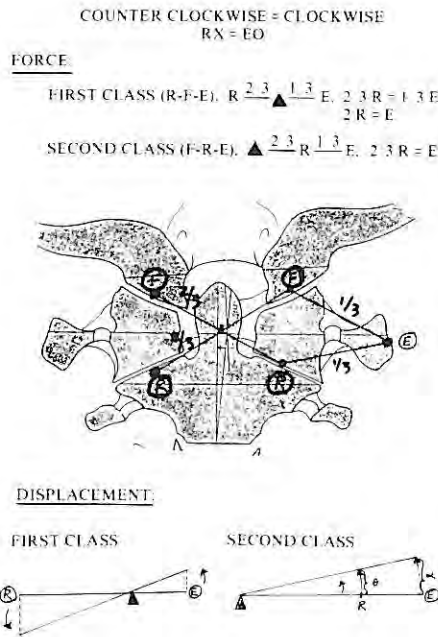 COUNTER CLOCKWISE = CLOCKWISE
RX = EO
FORCE
FIRST CLASS (R-F-E). R 2 3 ▲ 1 3 E. 2 3 R = 1 3 E
2 R = E
SECOND CLASS (F-R-E). ▲ 2 3 R 1 3 E. 2 3 R = E
F
E
2/3
1/3
/3
E
1/3
R
R
DISPLACEMENT.
FIRST CLASS SECOND CLASS
R E θ R E